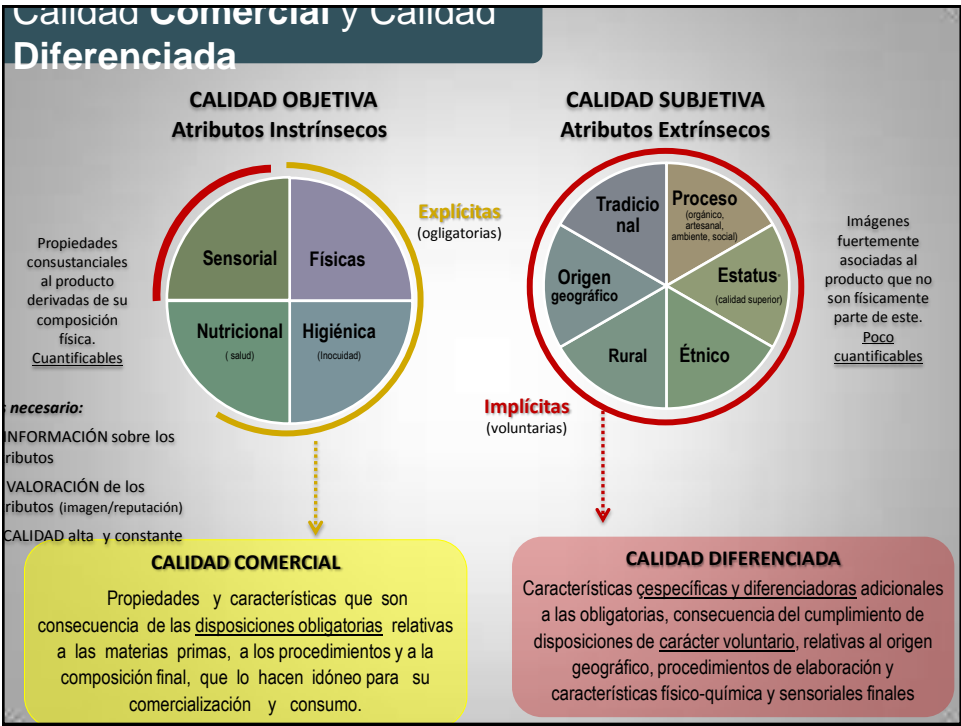 Calidad Comercial y Calidad
Diferenciada
CALIDAD OBJETIVA
Atributos Instrínsecos
CALIDAD SUBJETIVA
Atributos Extrínsecos
Propiedades
consustanciales
al producto
derivadas de su
composición
física.
Cuantificables
Sensorial
Físicas
Nutricional
( salud)
Higiénica
(Inocuidad)
Explícitas
(ogligatorias)
Tradicio
nal
Proceso
(orgánico,
artesanal,
ambiente, social)
Origen
geográfico
Estatus
(calidad superior)
Rural
Étnico
Imágenes
fuertemente
asociadas al
producto que no
son físicamente
parte de este.
Poco
cuantificables
Implícitas
(voluntarias)
s necesario:
INFORMACIÓN sobre los
ributos
VALORACIÓN de los
ributos (imagen/reputación)
CALIDAD alta y constante
CALIDAD COMERCIAL
Propiedades y características que son
consecuencia de las disposiciones obligatorias relativas
a las materias primas, a los procedimientos y a la
composición final, que lo hacen idóneo para su
comercialización y consumo.
CALIDAD DIFERENCIADA
Características çespecíficas y diferenciadoras adicionales
a las obligatorias, consecuencia del cumplimiento de
disposiciones de carácter voluntario, relativas al origen
geográfico, procedimientos de elaboración y
características físico-química y sensoriales finales